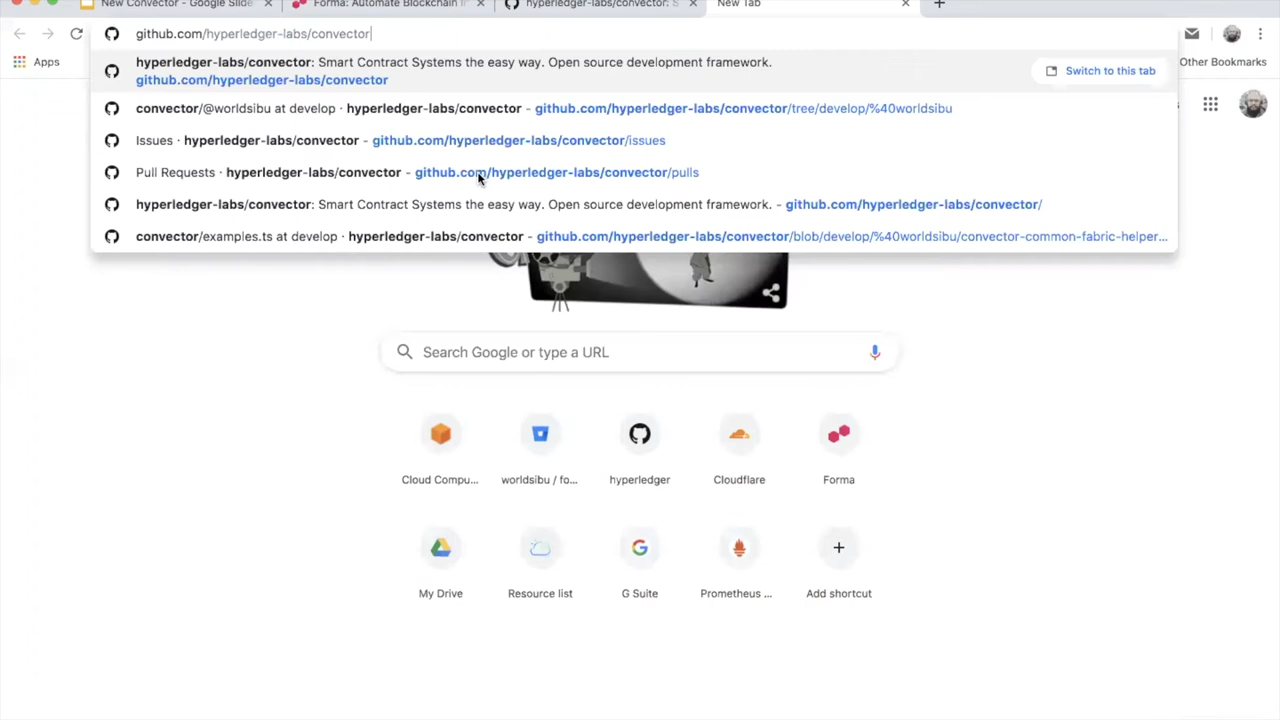 New Convector - Google Slide
Forma: Automate Blockchain I
hyperledger-labs/convector: S
New Tab
github.com/hyperledger-labs/convector
Apps
Other Bookmarks
hyperledger-labs/convector: Smart Contract Systems the easy way. Open source development framework.
github.com/hyperledger-labs/convector
Switch to this tab
convector/@worldsibu at develop · hyperledger-labs/convector - github.com/hyperledger-labs/convector/tree/develop/%40worldsibu
Issues · hyperledger-labs/convector - github.com/hyperledger-labs/convector/issues
Pull Requests · hyperledger-labs/convector - github.com/hyperledger-labs/convector/pulls
hyperledger-labs/convector: Smart Contract Systems the easy way. Open source development framework. - github.com/hyperledger-labs/convector/
convector/examples.ts at develop · hyperledger-labs/convector - github.com/hyperledger-labs/convector/blob/develop/%40worldsibu/convector-common-fabric-helper...
Search Google or type a URL
Cloud Compu...
worldsibu / fo...
hyperledger
Cloudflare
Forma
My Drive
Resource list
G Suite
Prometheus ...
Add shortcut